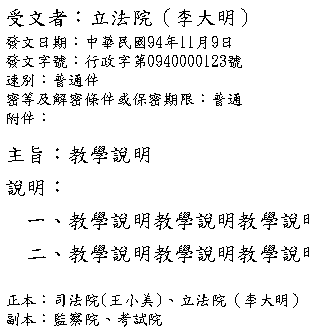 受文者：立法院（李大明）
發文日期：中華民國94年11月9日
發文字號：行政字第0940000123號
速別：普通件
密等及解密條件或保密期限：普通
附件：
主旨：教學說明
說明：
一、教學說明教學說明教學說
二、教學說明教學說明教學說
正本：司法院(王小美)、立法院（李大明）
副本：監察院、考試院